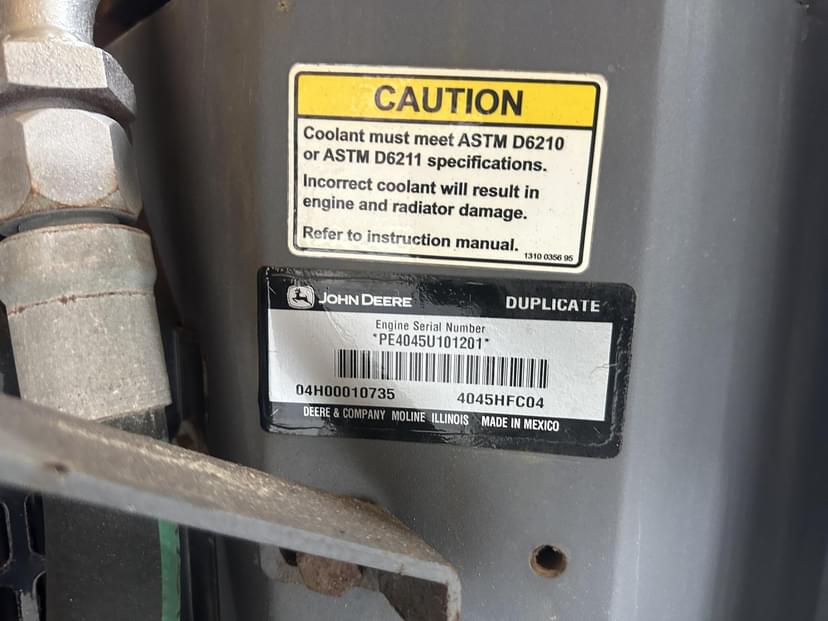 CAUTION
Coolant must meet ASTM D6210
or ASTM D6211 specifications.
Incorrect coolant will result in
engine and radiator damage.
Refer to instruction manual.
1310 0356 95
JOHN DEERE DUPLICATE
Engine Serial Number
*PE4045U101201*
04H00010735 4045HFC04
DEERE & COMPANY MOLINE ILLINOIS MADE IN MEXICO